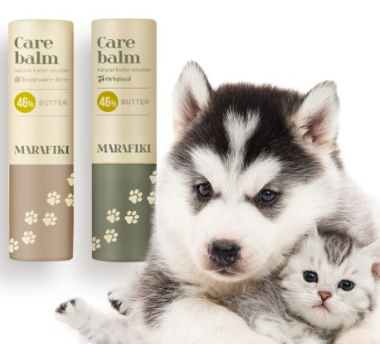 Care
balm
natural butter solution
fragrance free
46% BUTTER
MARAFIKI
Care
balm
natural butter solution
Original
46% BUTTER
MARAFIKI